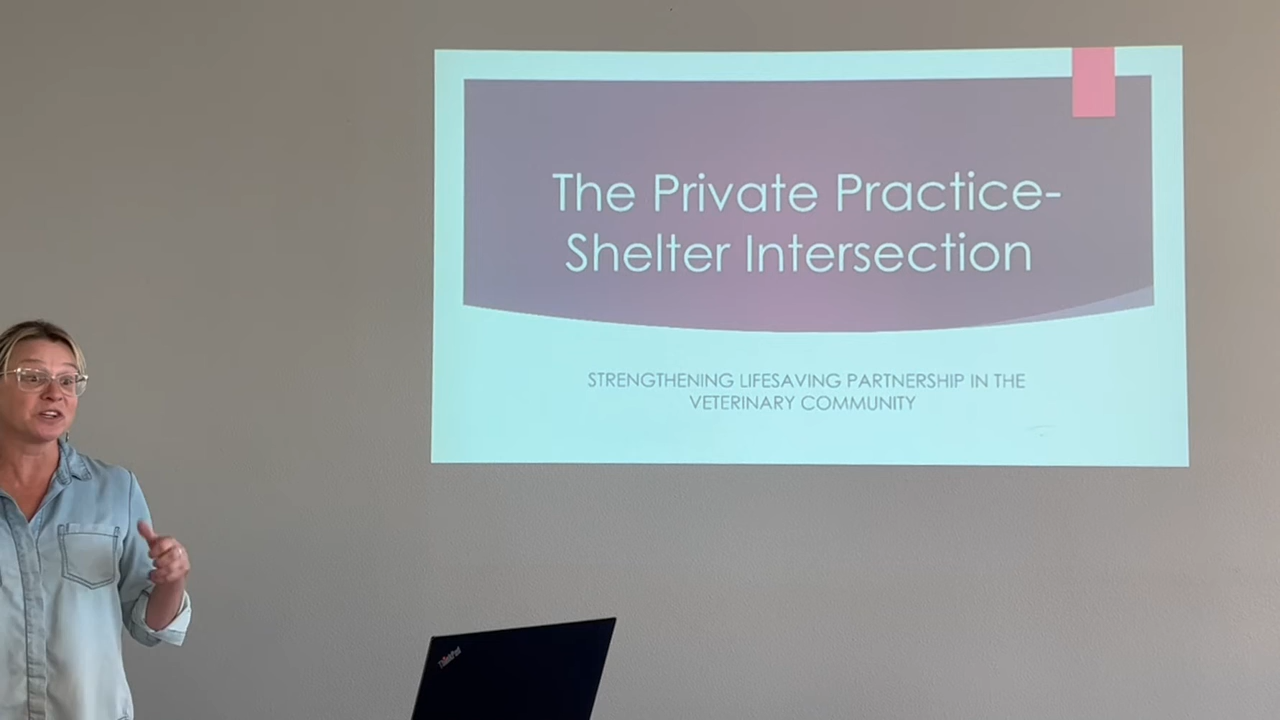 The Private Practice-
Shelter Intersection
STRENGTHENING LIFESAVING PARTNERSHIP IN THE
VETERINARY COMMUNITY
ThinkPad